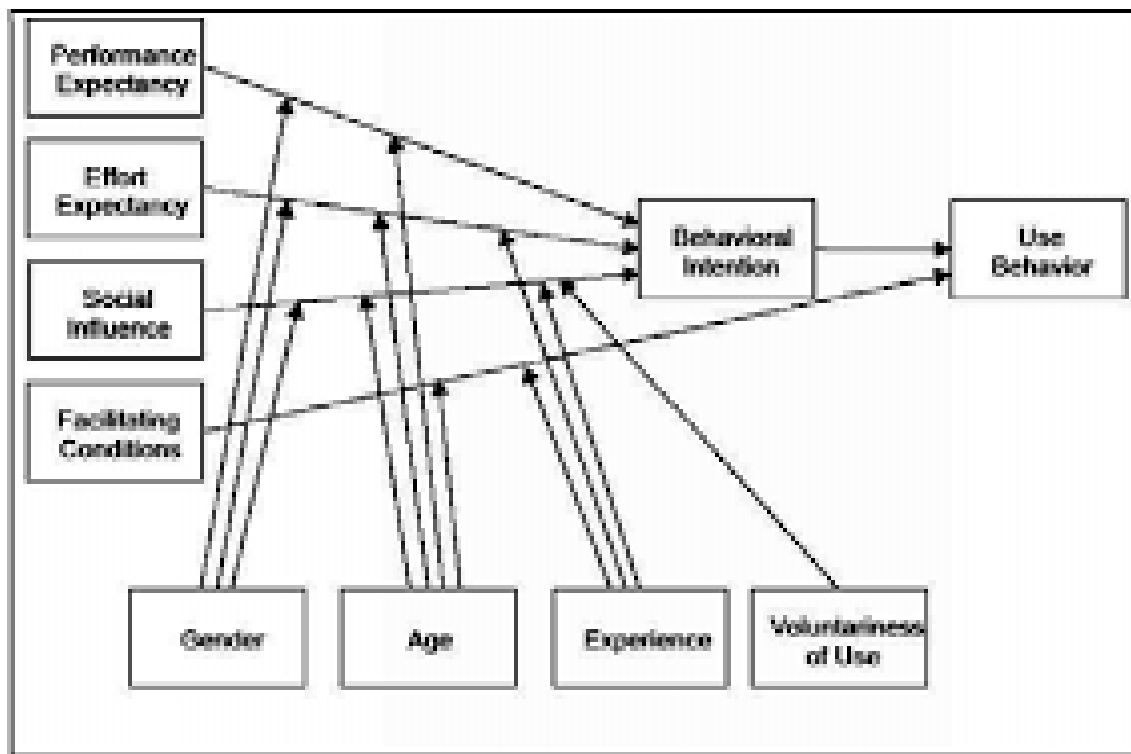 Performance
Expectancy
Effort
Expectancy
Social
Influence
Facilitating
Conditions
Behavioral
Intention
Use
Behavior
Gender
Age
Experience
Voluntariness
of Use